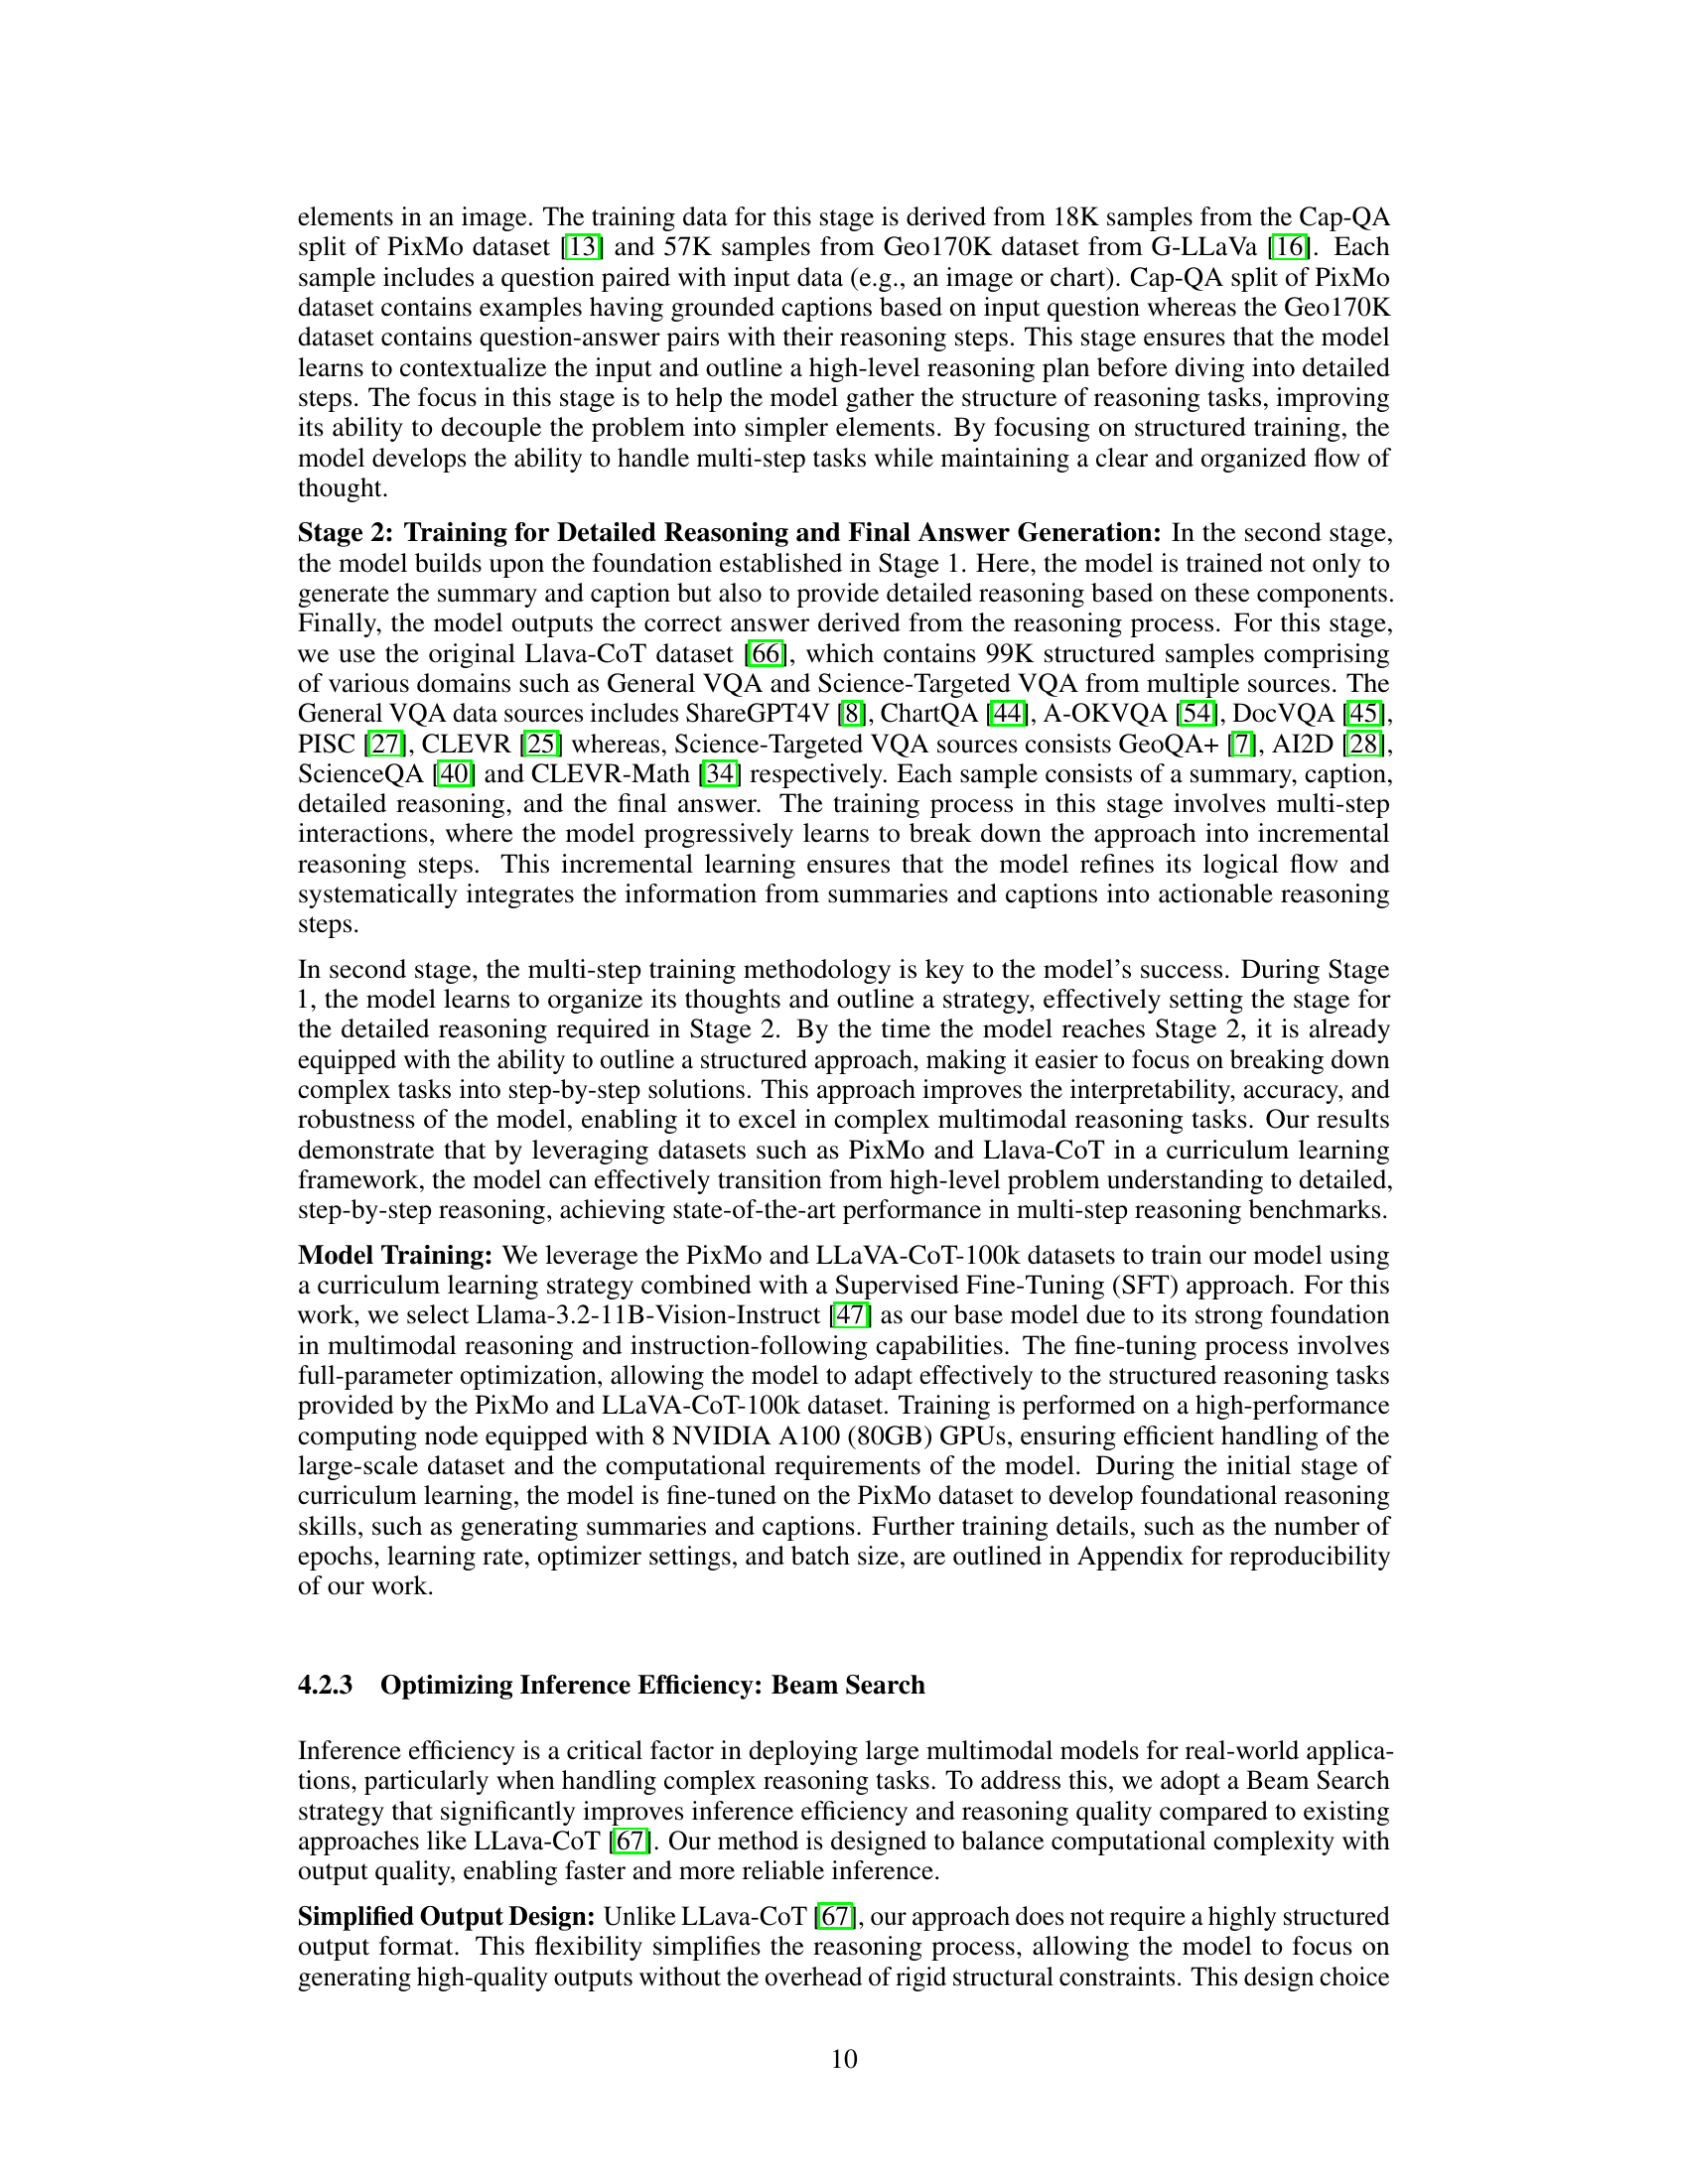 elements in an image. The training data for this stage is derived from 18K samples from the Cap-QA
split of PixMo dataset [13] and 57K samples from Geo170K dataset from G-LLaVa [16]. Each
sample includes a question paired with input data (e.g., an image or chart). Cap-QA split of PixMo
dataset contains examples having grounded captions based on input question whereas the Geo170K
dataset contains question-answer pairs with their reasoning steps. This stage ensures that the model
learns to contextualize the input and outline a high-level reasoning plan before diving into detailed
steps. The focus in this stage is to help the model gather the structure of reasoning tasks, improving
its ability to decouple the problem into simpler elements. By focusing on structured training, the
model develops the ability to handle multi-step tasks while maintaining a clear and organized flow of
thought.
Stage 2: Training for Detailed Reasoning and Final Answer Generation: In the second stage,
the model builds upon the foundation established in Stage 1. Here, the model is trained not only to
generate the summary and caption but also to provide detailed reasoning based on these components.
Finally, the model outputs the correct answer derived from the reasoning process. For this stage,
we use the original Llava-CoT dataset [66], which contains 99K structured samples comprising
of various domains such as General VQA and Science-Targeted VQA from multiple sources. The
General VQA data sources includes ShareGPT4V [8], ChartQA [44], A-OKVQA [54], DocVQA [45],
PISC [27], CLEVR [25] whereas, Science-Targeted VQA sources consists GeoQA+ [7], AI2D [28],
ScienceQA [40] and CLEVR-Math [34] respectively. Each sample consists of a summary, caption,
detailed reasoning, and the final answer. The training process in this stage involves multi-step
interactions, where the model progressively learns to break down the approach into incremental
reasoning steps. This incremental learning ensures that the model refines its logical flow and
systematically integrates the information from summaries and captions into actionable reasoning
steps.
In second stage, the multi-step training methodology is key to the model's success. During Stage
1, the model learns to organize its thoughts and outline a strategy, effectively setting the stage for
the detailed reasoning required in Stage 2. By the time the model reaches Stage 2, it is already
equipped with the ability to outline a structured approach, making it easier to focus on breaking down
complex tasks into step-by-step solutions. This approach improves the interpretability, accuracy, and
robustness of the model, enabling it to excel in complex multimodal reasoning tasks. Our results
demonstrate that by leveraging datasets such as PixMo and Llava-CoT in a curriculum learning
framework, the model can effectively transition from high-level problem understanding to detailed,
step-by-step reasoning, achieving state-of-the-art performance in multi-step reasoning benchmarks.
Model Training: We leverage the PixMo and LLaVA-CoT-100k datasets to train our model using
a curriculum learning strategy combined with a Supervised Fine-Tuning (SFT) approach. For this
work, we select Llama-3.2-11B-Vision-Instruct [47] as our base model due to its strong foundation
in multimodal reasoning and instruction-following capabilities. The fine-tuning process involves
full-parameter optimization, allowing the model to adapt effectively to the structured reasoning tasks
provided by the PixMo and LLaVA-CoT-100k dataset. Training is performed on a high-performance
computing node equipped with 8 NVIDIA A100 (80GB) GPUs, ensuring efficient handling of the
large-scale dataset and the computational requirements of the model. During the initial stage of
curriculum learning, the model is fine-tuned on the PixMo dataset to develop foundational reasoning
skills, such as generating summaries and captions. Further training details, such as the number of
epochs, learning rate, optimizer settings, and batch size, are outlined in Appendix for reproducibility
of our work.
4.2.3 Optimizing Inference Efficiency: Beam Search
Inference efficiency is a critical factor in deploying large multimodal models for real-world applica-
tions, particularly when handling complex reasoning tasks. To address this, we adopt a Beam Search
strategy that significantly improves inference efficiency and reasoning quality compared to existing
approaches like LLava-CoT [67]. Our method is designed to balance computational complexity with
output quality, enabling faster and more reliable inference.
Simplified Output Design: Unlike LLava-CoT [67], our approach does not require a highly structured
output format. This flexibility simplifies the reasoning process, allowing the model to focus on
generating high-quality outputs without the overhead of rigid structural constraints. This design choice
10